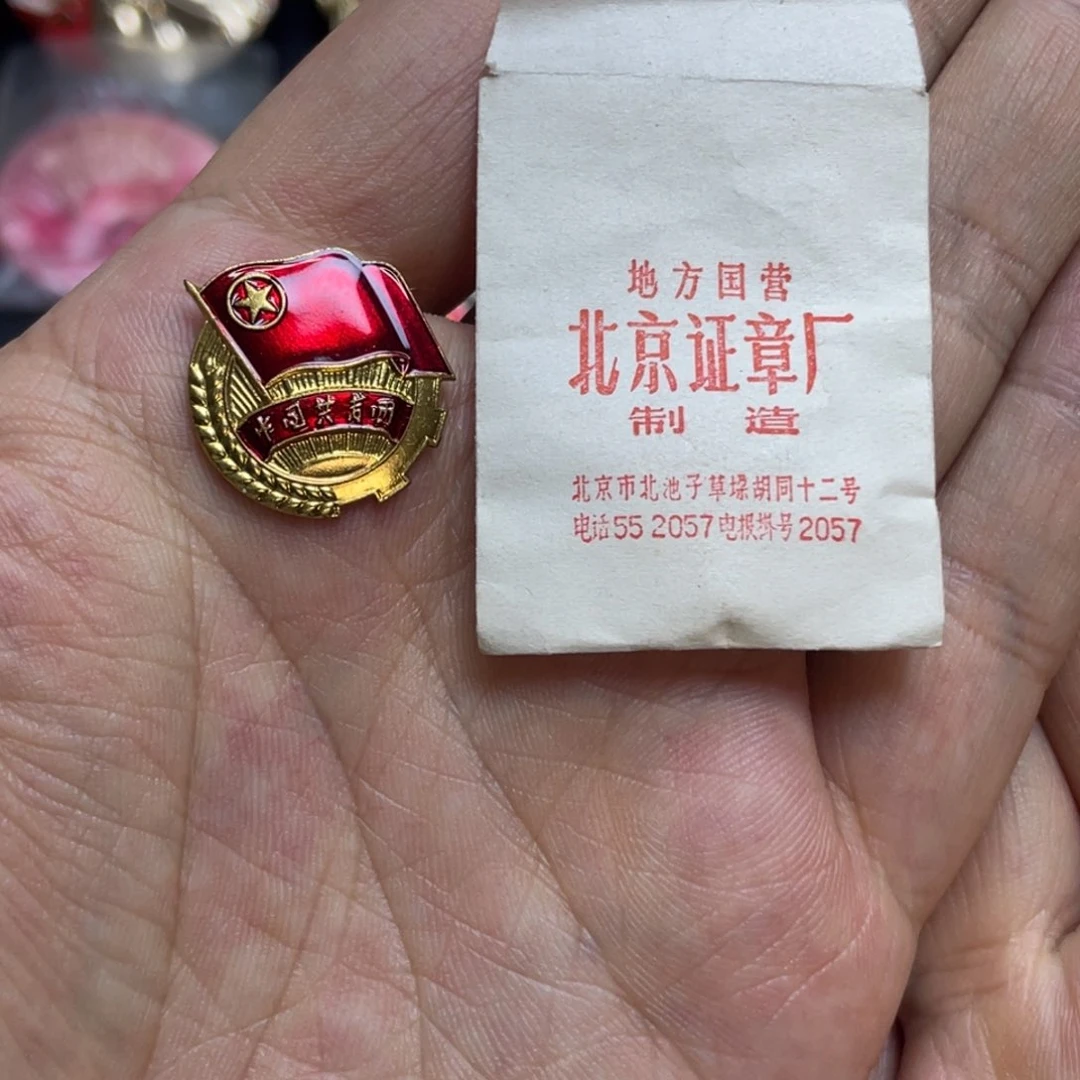 中国共青团
地方国营
北京证章厂
制 造
北京市北池子草垛胡同十二号
电话55 2057电报掛号2057